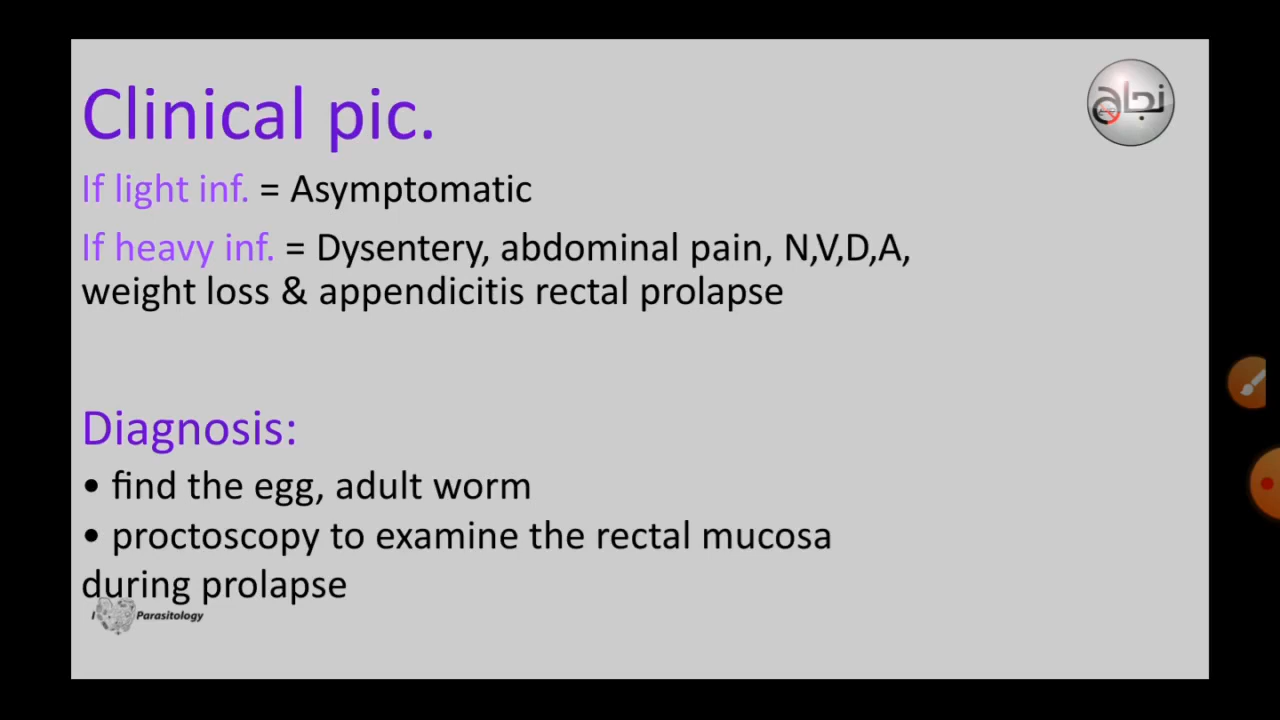 Clinical pic.
نجاح
If light inf. = Asymptomatic
If heavy inf. = Dysentery, abdominal pain, N,V,D,A,
weight loss & appendicitis rectal prolapse
Diagnosis:
• find the egg, adult worm
• proctoscopy to examine the rectal mucosa
during prolapse
I Parasitology